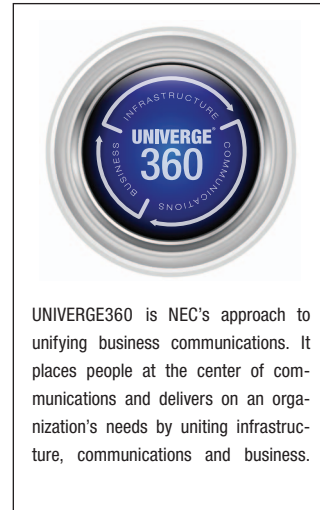 INFRASTRUCTURE
COMMUNICATIONS
BUSINESS
UNIVERGE®
360
UNIVERGE360 is NEC's approach to
unifying business communications. It
places people at the center of com-
munications and delivers on an orga-
nization's needs by uniting infrastruc-
ture, communications and business.